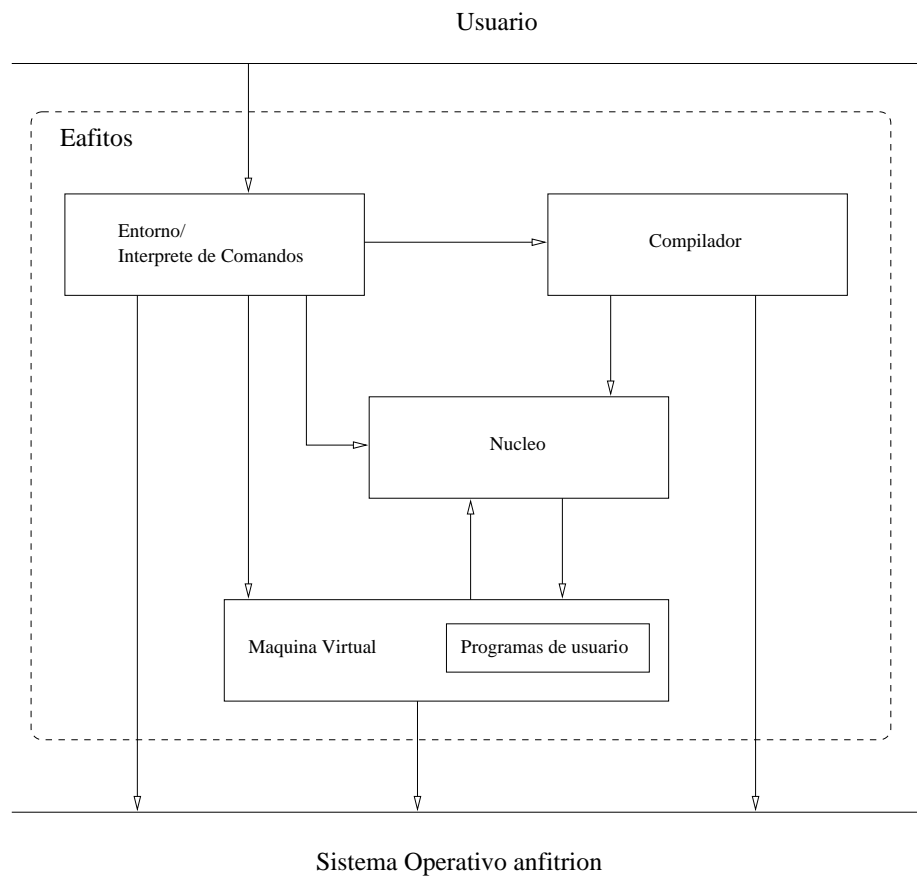 Usuario
Eafitos
Entorno/
Interprete de Comandos
Compilador
Nucleo
Maquina Virtual
Programas de usuario
Sistema Operativo anfitrion